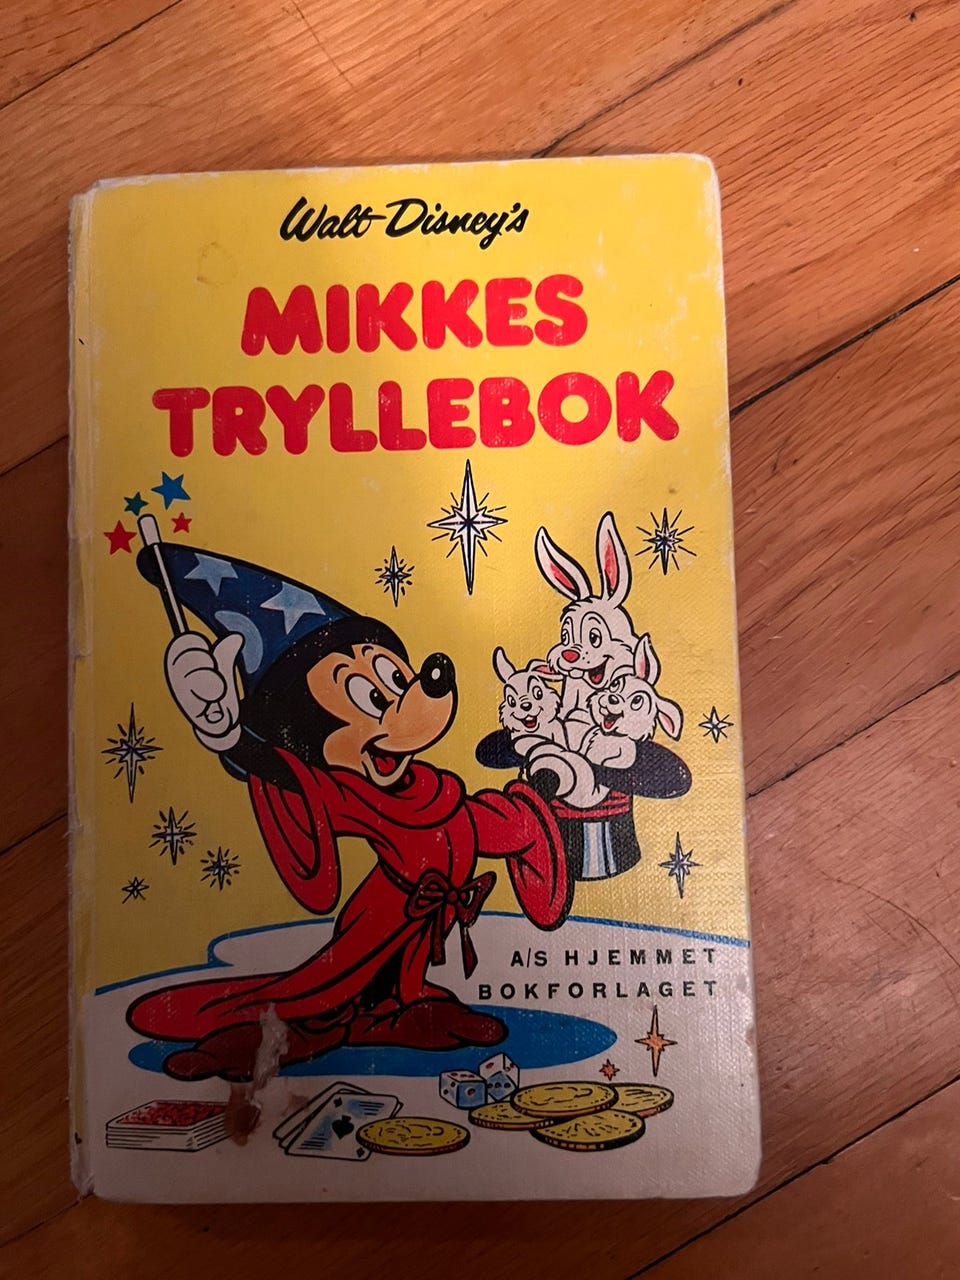 Walt Disney's
MIKKES
TRYLLEBOK
A/S HJEMMET
BOKFORLAGET